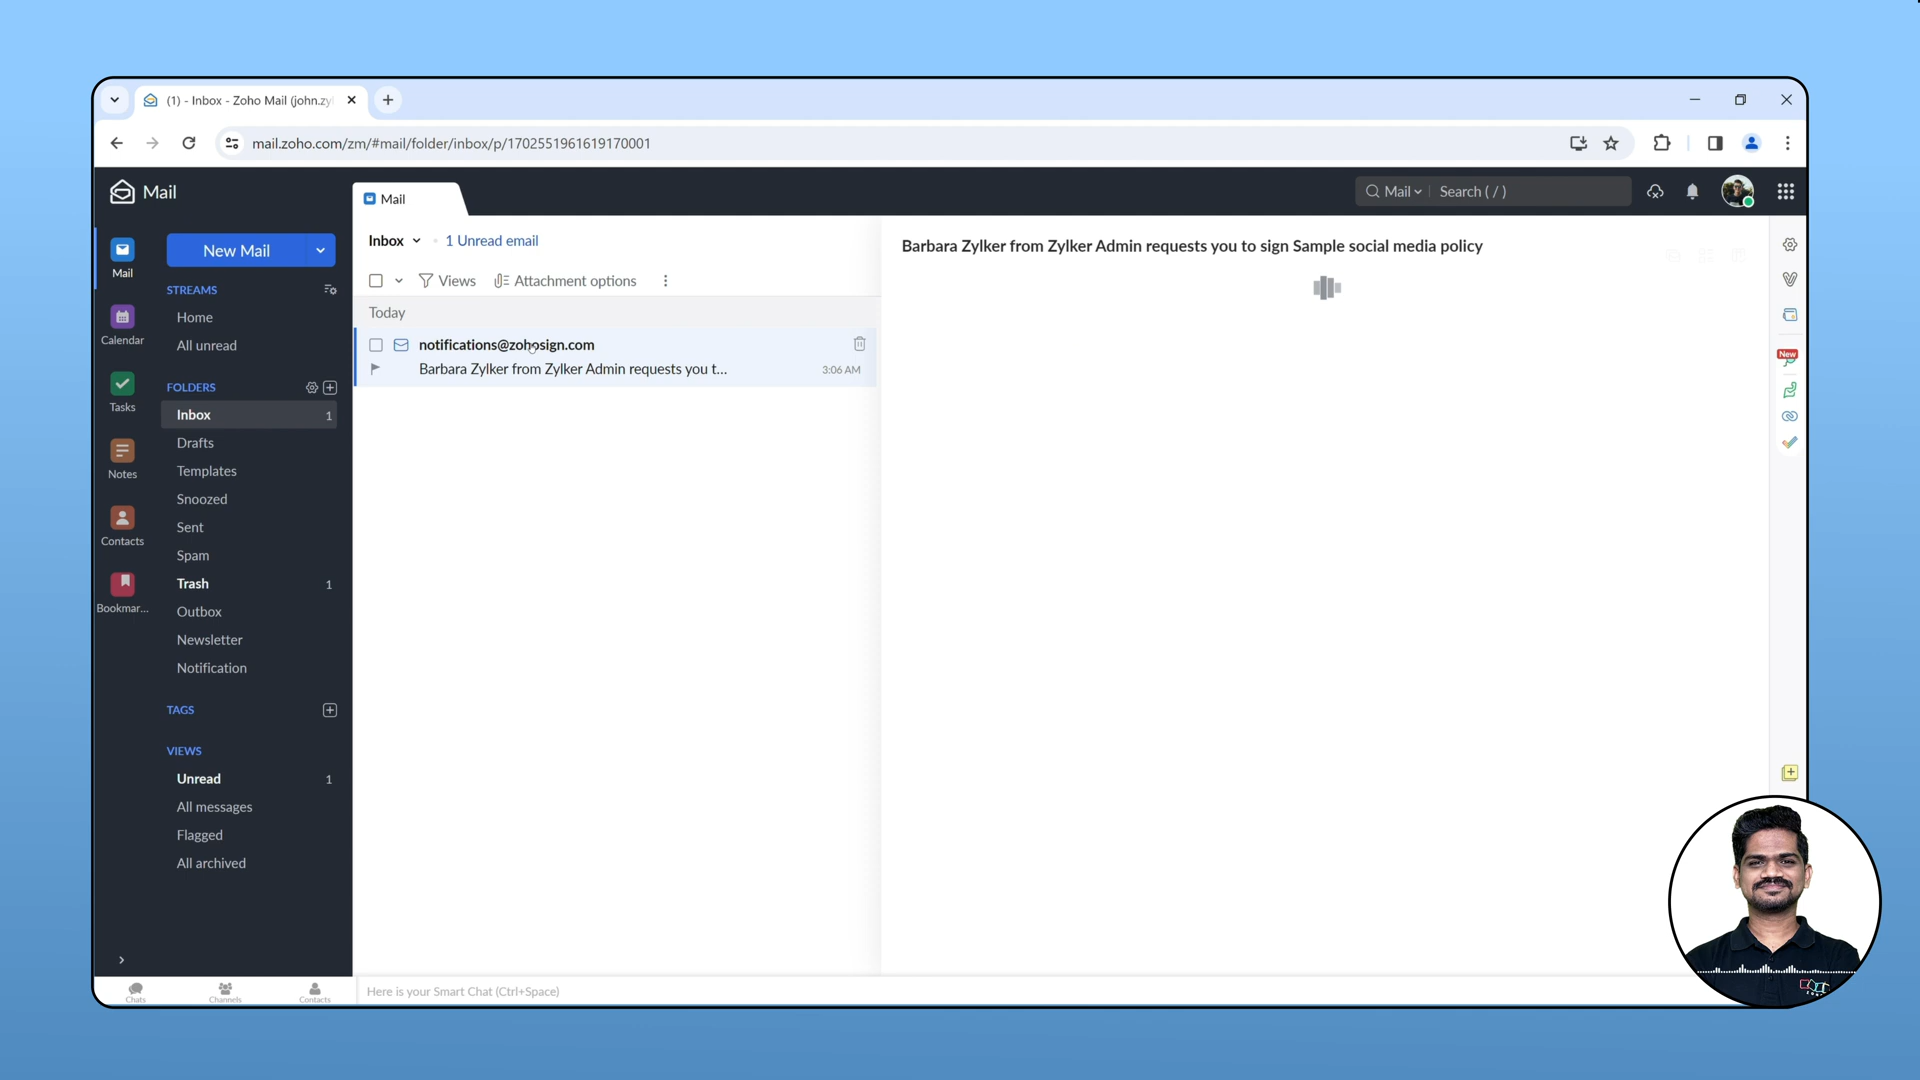 (1) - Inbox - Zoho Mail (john.zy
mail.zoho.com/zm/#mail/folder/inbox/p/1702551961619170001
Mail
Mail
Mail
Search ( / )
Mail
Calendar
Tasks
Notes
Contacts
Bookmar...
New Mail
STREAMS
Home
All unread
FOLDERS
Inbox 1
Drafts
Templates
Snoozed
Sent
Spam
Trash 1
Outbox
Newsletter
Notification
TAGS
VIEWS
Unread 1
All messages
Flagged
All archived
Chats
Channels
Contacts
Inbox
1 Unread email
Views
Attachment options
Today
notifications@zohosign.com
Barbara Zylker from Zylker Admin requests you t...
3:06 AM
Here is your Smart Chat (Ctrl+Space)
Barbara Zylker from Zylker Admin requests you to sign Sample social media policy
New